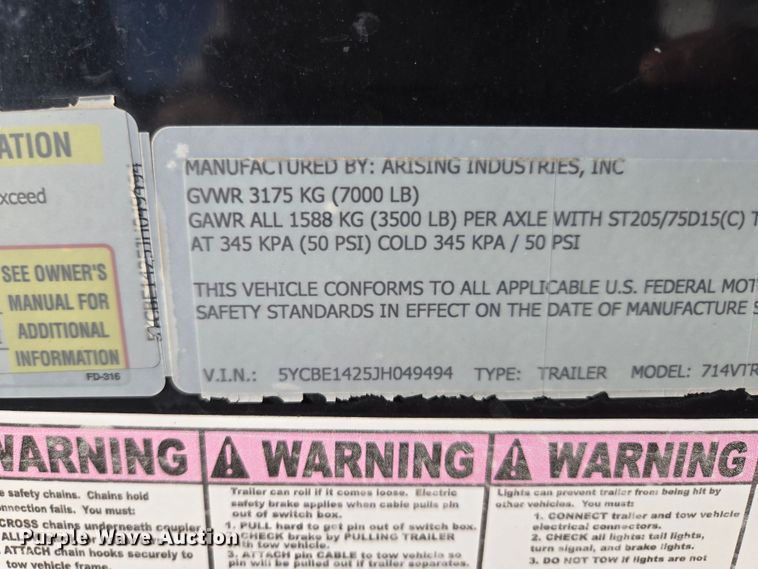 ATION
xceed
SEE OWNER'S
MANUAL FOR
ADDITIONAL
INFORMATION
FD-316
5YCBE1425JH049494
MANUFACTURED BY: ARISING INDUSTRIES, INC
GVWR 3175 KG (7000 LB)
GAWR ALL 1588 KG (3500 LB) PER AXLE WITH ST205/75D15(C) T
AT 345 KPA (50 PSI) COLD 345 KPA / 50 PSI
THIS VEHICLE CONFORMS TO ALL APPLICABLE U.S. FEDERAL MOT
SAFETY STANDARDS IN EFFECT ON THE DATE OF MANUFACTURE S
V.I.N.: 5YCBE1425JH049494 TYPE: TRAILER MODEL: 714VTR
WARNING
e safety chains. Chains hold
onnection fails. You must:
CROSS chains underneath coupler
ALL
ATTACH chain hooks securely to
tow vehicle frame.
WARNING
Trailer can roll if it comes loose. Electric
safety brake applies when cable pulls pin
out of switch box.
1. PULL hard to get pin out of switch box.
CHECK brake by PULLING TRAILER
with tow vehicle.
3. ATTACH pin CABLE to tow vehicle so
pin will be pulled out if trailer separates.
WARNING
Lights can prevent trailer from being hit by
other vehicles. You must:
1. CONNECT trailer and tow vehicle
electrical connectors.
2. CHECK all lights: tail lights,
turn signal, and brake lights.
3. DO NOT TOW if lights are not
Purple Wave Auction